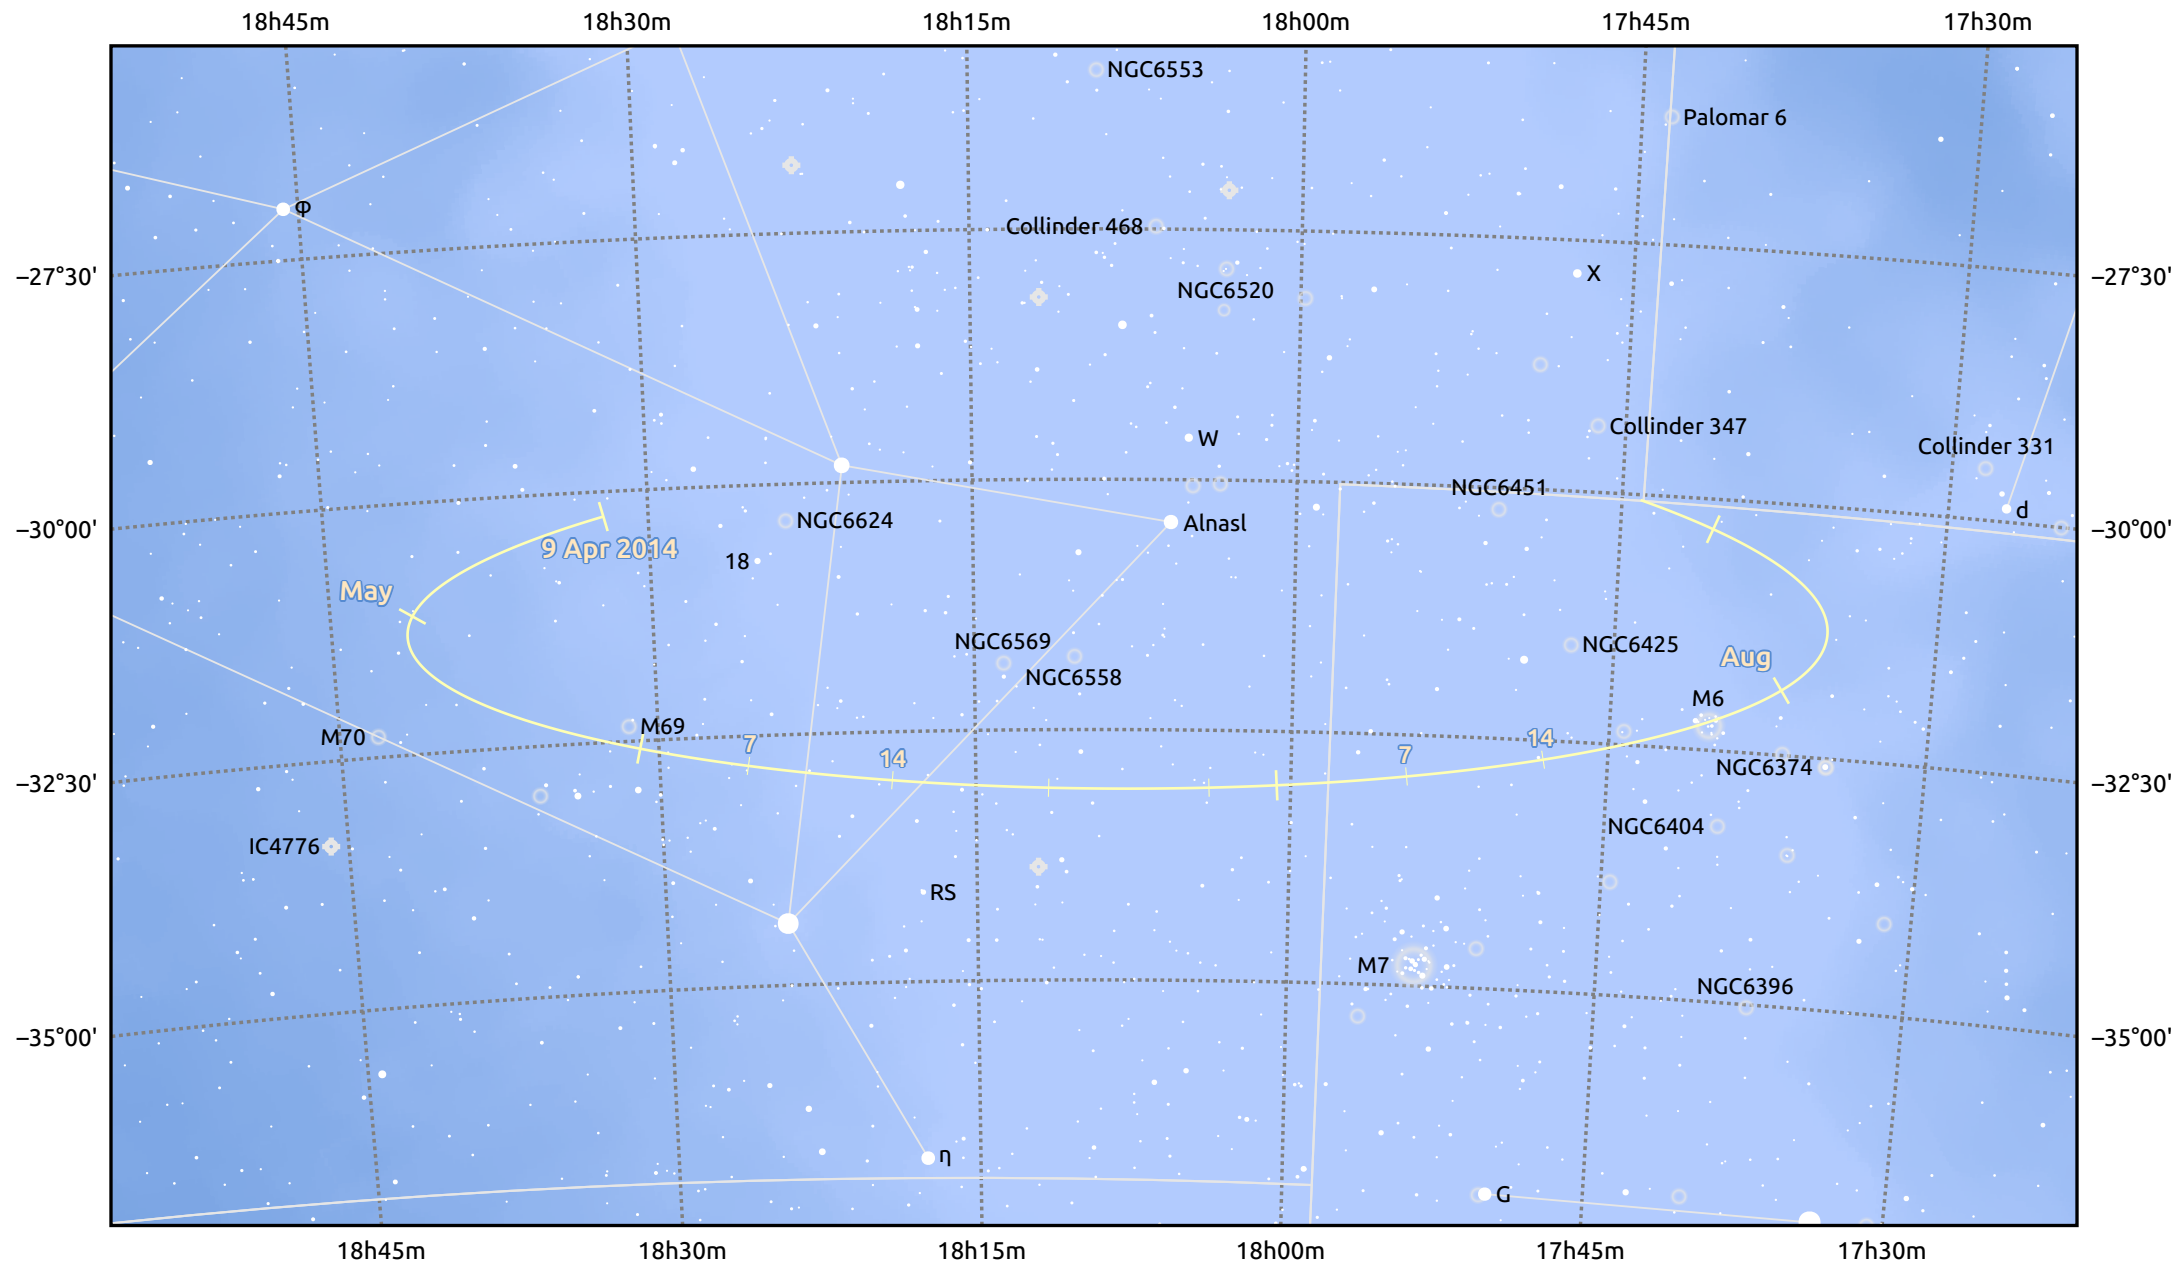 18h45m 18h30m 18h15m 18h00m 17h45m 17h30m
NGC6553
Palomar 6
φ
Collinder 468
−27°30' −27°30'
X
NGC6520
Collinder 347
W
Collinder 331
NGC6451
d
NGC6624
Alnasl
−30°00' −30°00'
9 Apr 2014
18
May
NGC6569
NGC6425
Aug
NGC6558
M6
M69
M70
7
14
7
14
NGC6374
−32°30' −32°30'
NGC6404
IC4776
RS
M7
NGC6396
−35°00' −35°00'
η
G
18h45m 18h30m 18h15m 18h00m 17h45m 17h30m